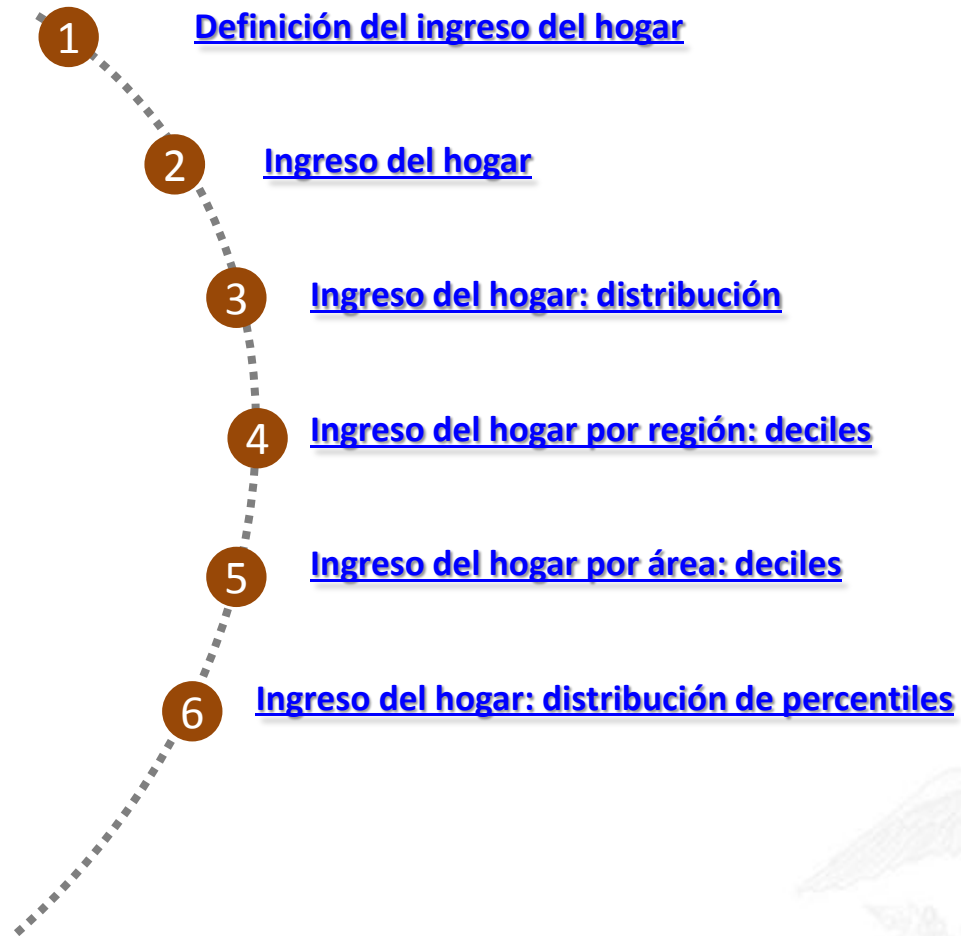 1 Definición del ingreso del hogar
2 Ingreso del hogar
3 Ingreso del hogar: distribución
4 Ingreso del hogar por región: deciles
5 Ingreso del hogar por área: deciles
6 Ingreso del hogar: distribución de percentiles